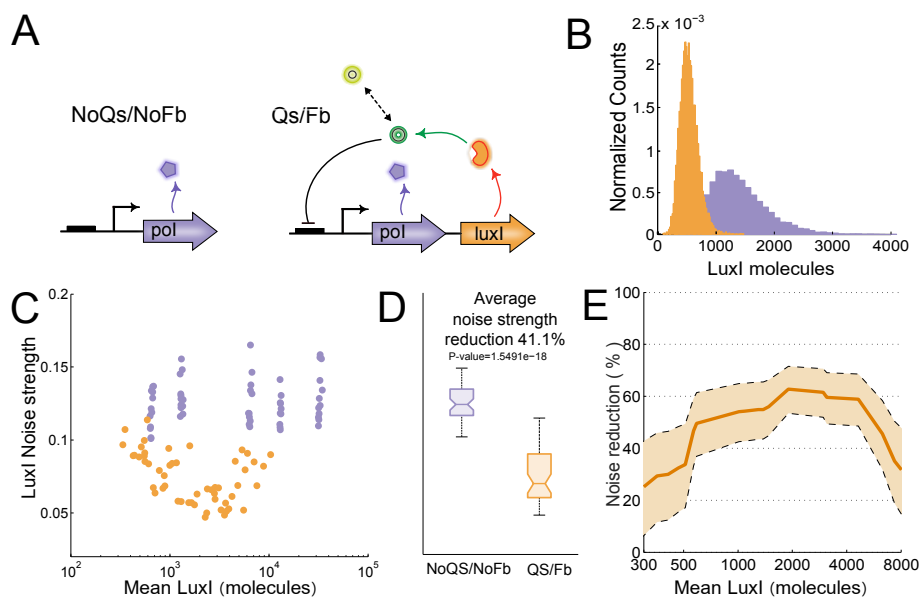 A
NoQs/NoFb
poI
Qs/Fb
poI
luxI
B
2.5 x 10⁻³
2
1.5
1
0.5
0
0 1000 2000 3000 4000
Normalized Counts
LuxI molecules
C
0.2
0.15
0.1
0.05
10² 10³ 10⁴ 10⁵
LuxI Noise strength
Mean LuxI (molecules)
D
Average
noise strength
reduction 41.1%
P-value=1.5491e-18
NoQS/NoFb QS/Fb
E
100
80
60
40
20
0
300 500 1000 2000 4000 8000
Noise reduction ( % )
Mean LuxI (molecules)